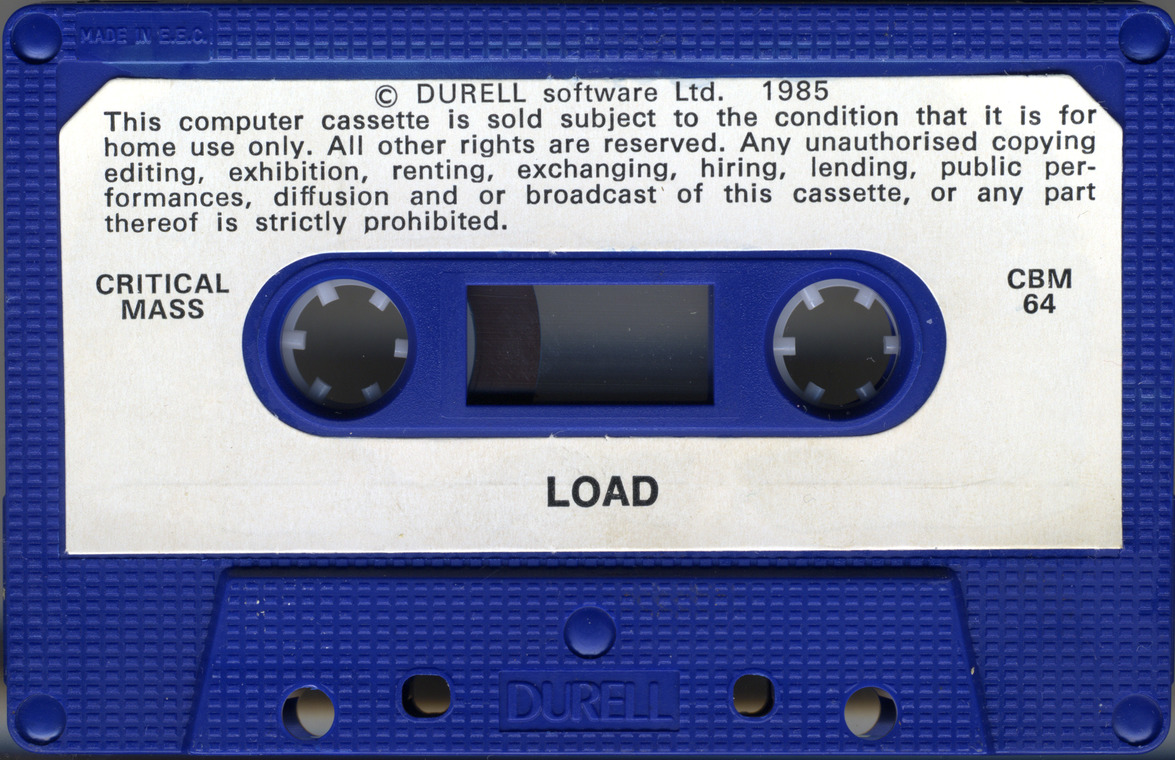 MADE IN E.E.C.
© DURELL software Ltd. 1985
This computer cassette is sold subject to the condition that it is for
home use only. All other rights are reserved. Any unauthorised copying
editing, exhibition, renting, exchanging, hiring, lending, public per-
formances, diffusion and or broadcast of this cassette, or any part
thereof is strictly prohibited.
CRITICAL
MASS
CBM
64
LOAD
DURELL